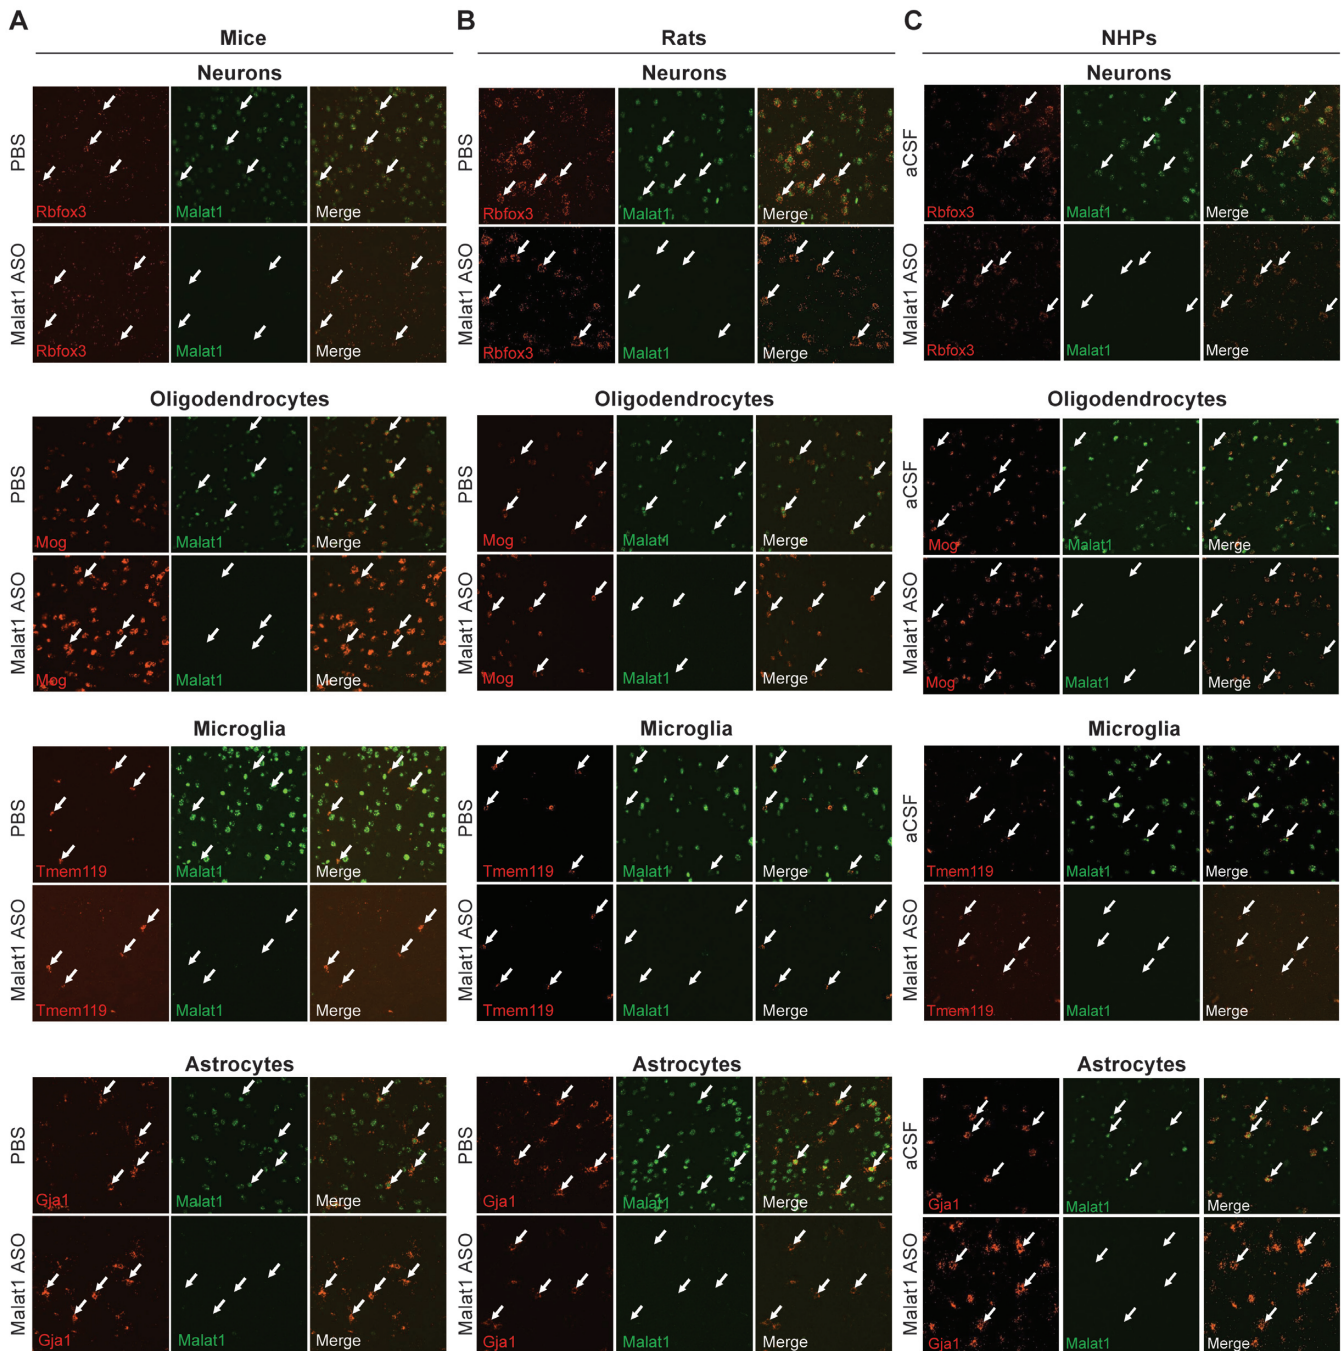 A
Mice
Neurons
PBS
Rbfox3
Malat1
Merge
Malat1 ASO
Rbfox3
Malat1
Merge
Oligodendrocytes
PBS
Mog
Malat1
Merge
Malat1 ASO
Mog
Malat1
Merge
Microglia
PBS
Tmem119
Malat1
Merge
Malat1 ASO
Tmem119
Malat1
Merge
Astrocytes
PBS
Gja1
Malat1
Merge
Malat1 ASO
Gja1
Malat1
Merge
B
Rats
Neurons
PBS
Rbfox3
Malat1
Merge
Malat1 ASO
Rbfox3
Malat1
Merge
Oligodendrocytes
PBS
Mog
Malat1
Merge
Malat1 ASO
Mog
Malat1
Merge
Microglia
PBS
Tmem119
Malat1
Merge
Malat1 ASO
Tmem119
Malat1
Merge
Astrocytes
PBS
Gja1
Malat1
Merge
Malat1 ASO
Gja1
Malat1
Merge
C
NHPs
Neurons
aCSF
Rbfox3
Malat1
Merge
Malat1 ASO
Rbfox3
Malat1
Merge
Oligodendrocytes
aCSF
Mog
Malat1
Merge
Malat1 ASO
Mog
Malat1
Merge
Microglia
aCSF
Tmem119
Malat1
Merge
Malat1 ASO
Tmem119
Malat1
Merge
Astrocytes
aCSF
Gja1
Malat1
Merge
Malat1 ASO
Gja1
Malat1
Merge